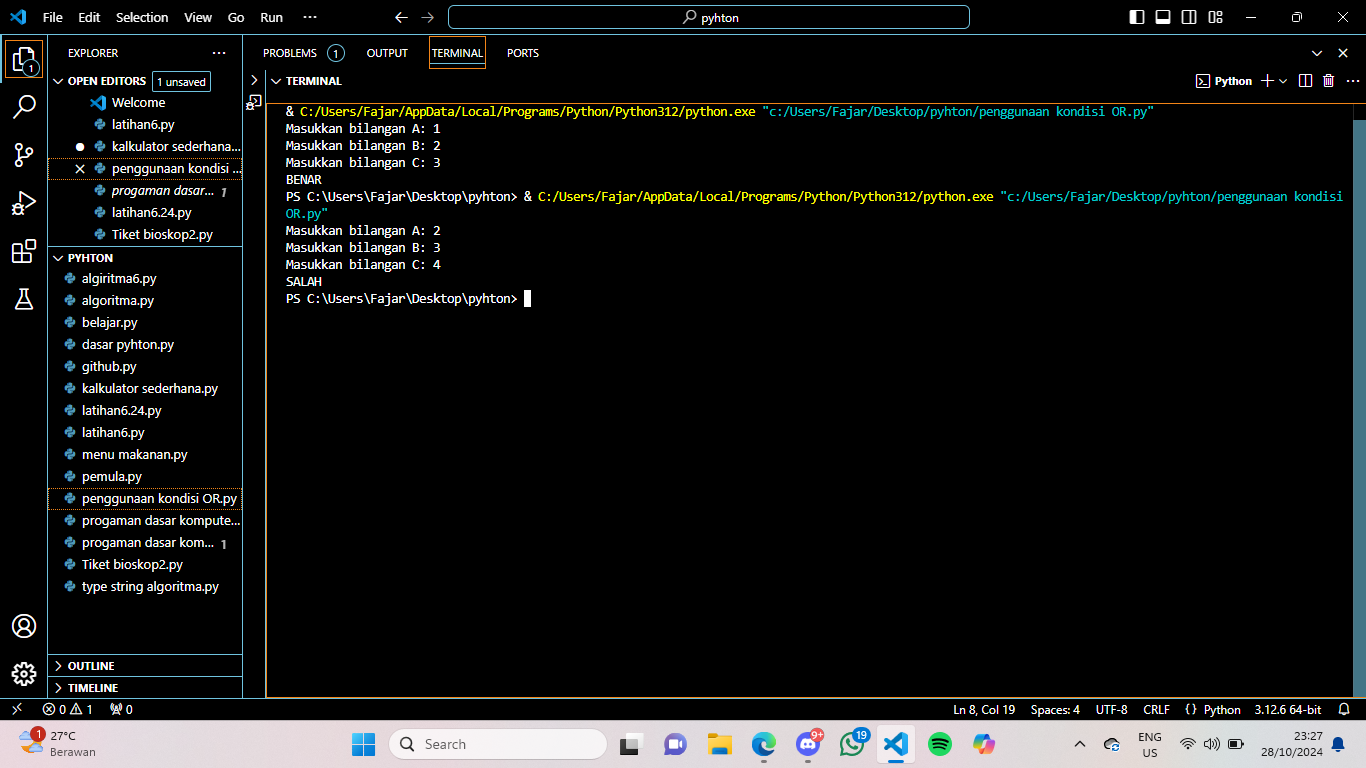 File Edit Selection View Go Run ··· pyhton
EXPLORER ···
OPEN EDITORS 1 unsaved
Welcome
latihan6.py
kalkulator sederhana...
penggunaan kondisi ...
progaman dasar... 1
latihan6.24.py
Tiket bioskop2.py
PYHTON
algiritma6.py
algoritma.py
belajar.py
dasar pyhton.py
github.py
kalkulator sederhana.py
latihan6.24.py
latihan6.py
menu makanan.py
pemula.py
penggunaan kondisi OR.py
progaman dasar kompute...
progaman dasar kom... 1
Tiket bioskop2.py
type string algoritma.py
OUTLINE
TIMELINE
1
PROBLEMS 1 OUTPUT TERMINAL PORTS
TERMINAL Python
& C:/Users/Fajar/AppData/Local/Programs/Python/Python312/python.exe "c:/Users/Fajar/Desktop/pyhton/penggunaan kondisi OR.py"
Masukkan bilangan A: 1
Masukkan bilangan B: 2
Masukkan bilangan C: 3
BENAR
PS C:\Users\Fajar\Desktop\pyhton> & C:/Users/Fajar/AppData/Local/Programs/Python/Python312/python.exe "c:/Users/Fajar/Desktop/pyhton/penggunaan kondisi
OR.py"
Masukkan bilangan A: 2
Masukkan bilangan B: 3
Masukkan bilangan C: 4
SALAH
PS C:\Users\Fajar\Desktop\pyhton>
0 1 0 Ln 8, Col 19 Spaces: 4 UTF-8 CRLF {} Python 3.12.6 64-bit
1 27°C
Berawan
Search
9+
19
ENG
US
23:27
28/10/2024